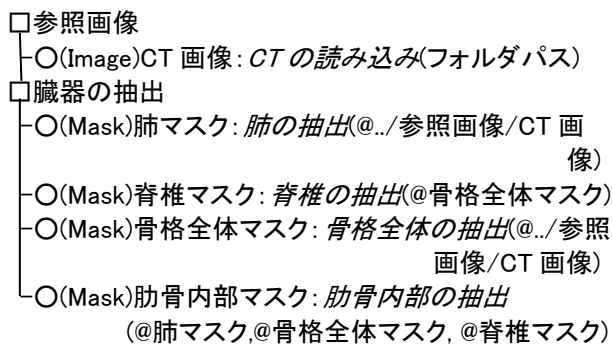 □参照画像
○(Image)CT 画像: CT の読み込み(フォルダパス)
□臓器の抽出
○(Mask)肺マスク: 肺の抽出(@../参照画像/CT 画
像)
○(Mask)脊椎マスク: 脊椎の抽出(@骨格全体マスク)
○(Mask)骨格全体マスク: 骨格全体の抽出(@../参照
画像/CT 画像)
○(Mask)肋骨内部マスク: 肋骨内部の抽出
(@肺マスク,@骨格全体マスク, @脊椎マスク)